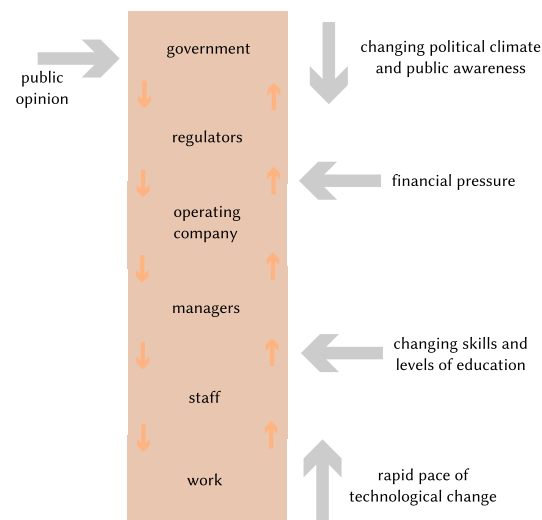 government
changing political climate
and public awareness
public
opinion
regulators
financial pressure
operating
company
managers
changing skills and
levels of education
staff
work
rapid pace of
technological change